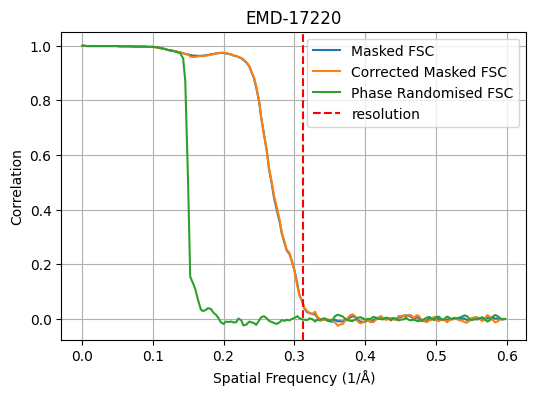 EMD-17220
1.0
0.8
0.6
0.4
0.2
0.0
Correlation
Masked FSC
Corrected Masked FSC
Phase Randomised FSC
resolution
0.0 0.1 0.2 0.3 0.4 0.5 0.6
Spatial Frequency (1/Å)